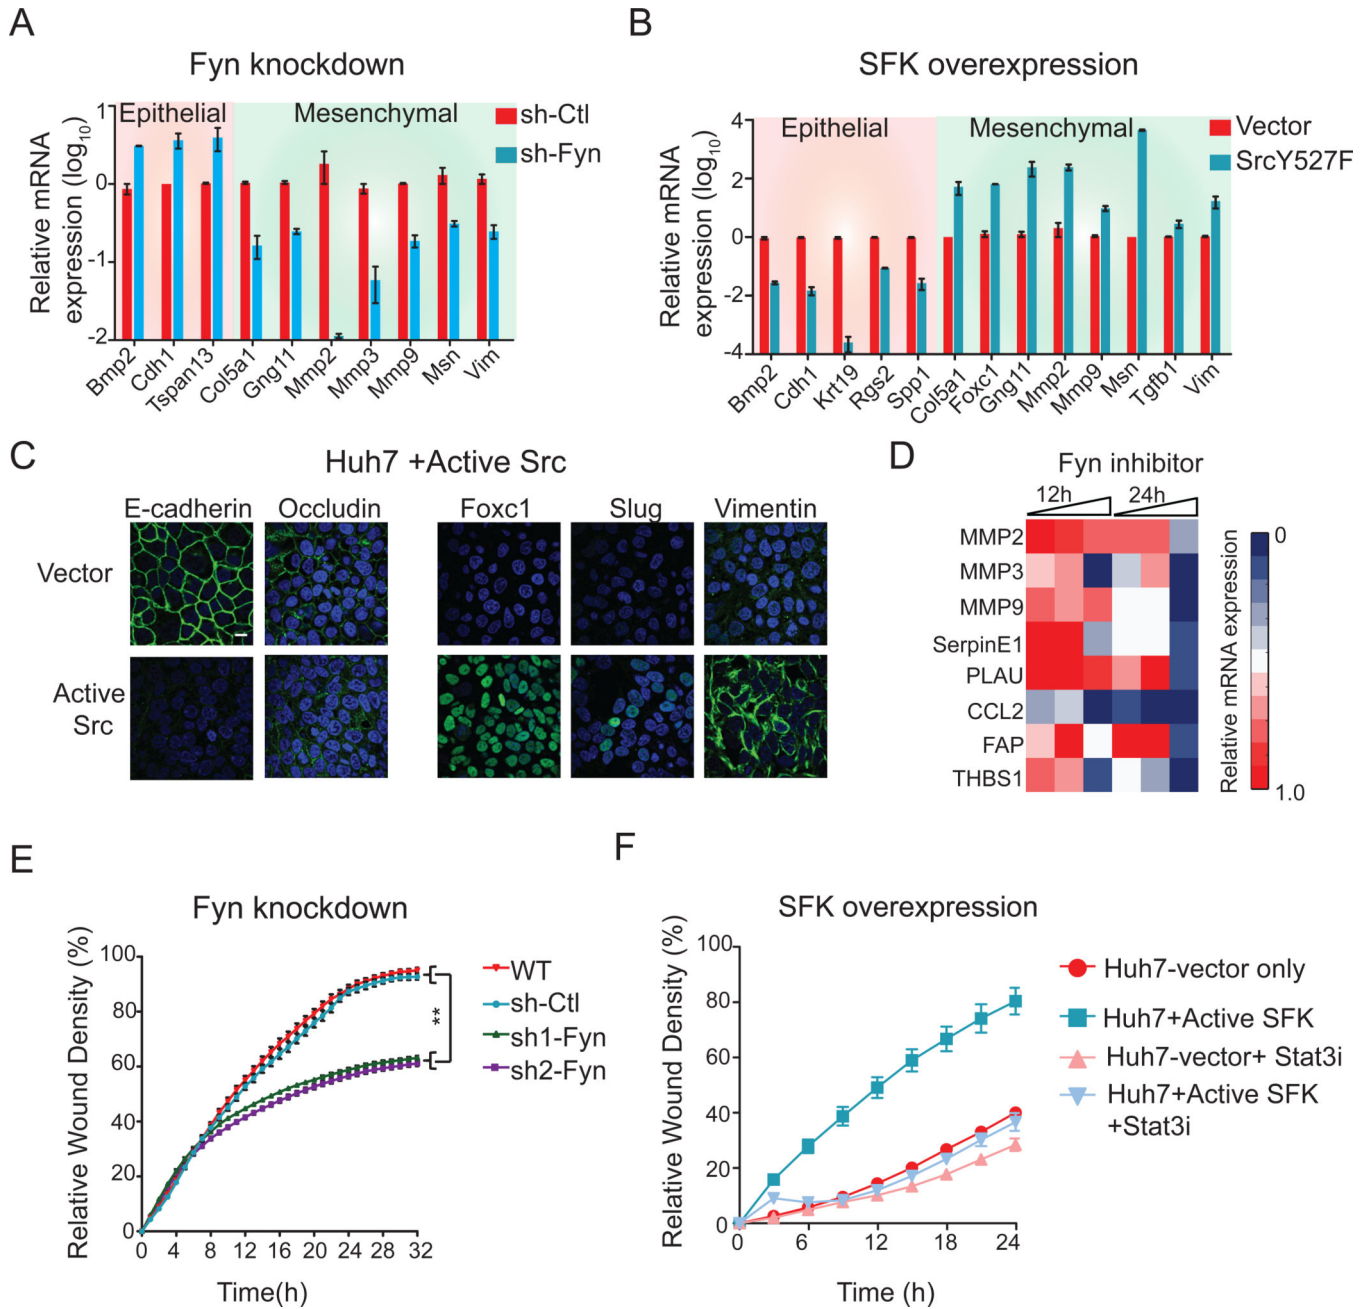 A
Fyn knockdown
Relative mRNA
expression (log10)
1
0
-1
-2
Epithelial
Mesenchymal
sh-Ctl
sh-Fyn
Bmp2
Cdh1
Tspan13
Col5a1
Gng11
Mmp2
Mmp3
Mmp9
Msn
Vim
B
SFK overexpression
Relative mRNA
expression (log10)
4
2
0
-2
-4
Epithelial
Mesenchymal
Vector
SrcY527F
Bmp2
Cdh1
Krt19
Rgs2
Spp1
Col5a1
Foxc1
Gng11
Mmp2
Mmp9
Msn
Tgfb1
Vim
C
Huh7 +Active Src
E-cadherin
Occludin
Foxc1
Slug
Vimentin
Vector
Active
Src
D
Fyn inhibitor
12h
24h
MMP2
MMP3
MMP9
SerpinE1
PLAU
CCL2
FAP
THBS1
0
1.0
Relative mRNA expression
E
Fyn knockdown
Relative Wound Density (%)
100
80
60
40
20
0
0 4 8 12 16 20 24 28 32
Time(h)
**
WT
sh-Ctl
sh1-Fyn
sh2-Fyn
F
SFK overexpression
Relative Wound Density (%)
100
80
60
40
20
0
0 6 12 18 24
Time (h)
Huh7-vector only
Huh7+Active SFK
Huh7-vector+ Stat3i
Huh7+Active SFK
+Stat3i